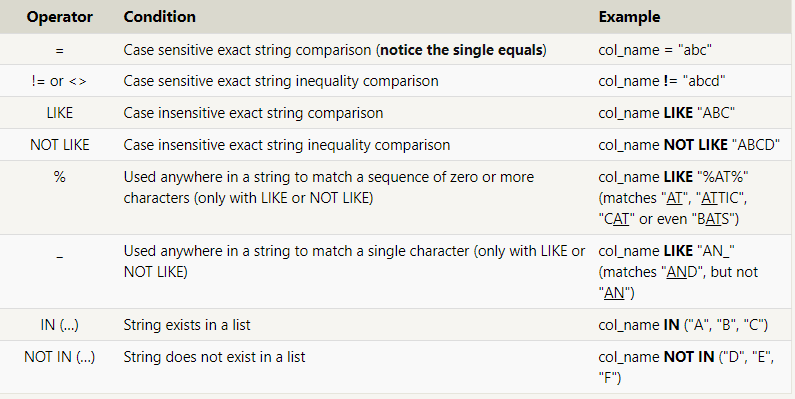 Operator Condition Example
= Case sensitive exact string comparison (notice the single equals) col_name = "abc"
!= or <> Case sensitive exact string inequality comparison col_name != "abcd"
LIKE Case insensitive exact string comparison col_name LIKE "ABC"
NOT LIKE Case insensitive exact string inequality comparison col_name NOT LIKE "ABCD"
% Used anywhere in a string to match a sequence of zero or more col_name LIKE "%AT%"
characters (only with LIKE or NOT LIKE) (matches "AT", "ATTIC",
"CAT" or even "BATS")
_ Used anywhere in a string to match a single character (only with LIKE or col_name LIKE "AN_"
NOT LIKE) (matches "AND", but not
"AN")
IN (...) String exists in a list col_name IN ("A", "B", "C")
NOT IN (...) String does not exist in a list col_name NOT IN ("D", "E",
"F")